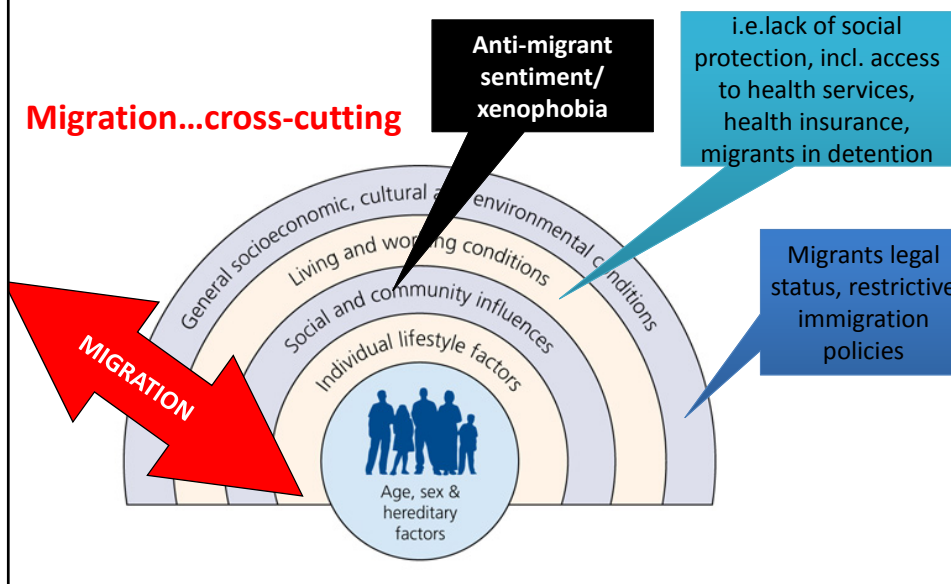 Migration...cross-cutting
Anti-migrant
sentiment/
xenophobia
i.e.lack of social
protection, incl. access
to health services,
health insurance,
migrants in detention
Migrants legal
status, restrictive
immigration
policies
General socioeconomic, cultural and environmental conditions
Living and working conditions
Social and community influences
Individual lifestyle factors
MIGRATION
Age, sex &
hereditary
factors